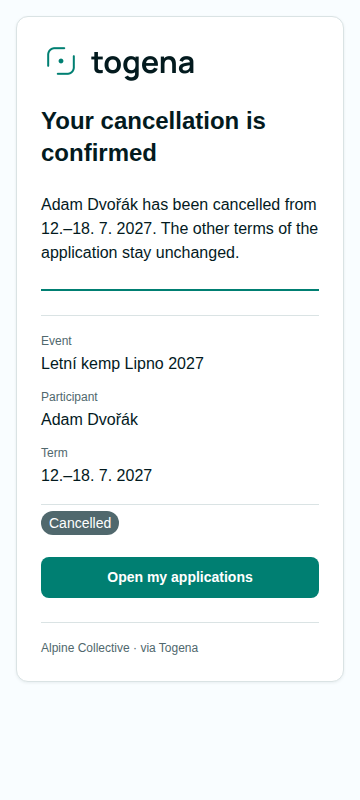 togena
Your cancellation is
confirmed
Adam Dvořák has been cancelled from
12.–18. 7. 2027. The other terms of the
application stay unchanged.
Event
Letní kemp Lipno 2027
Participant
Adam Dvořák
Term
12.–18. 7. 2027
Cancelled
Open my applications
Alpine Collective · via Togena